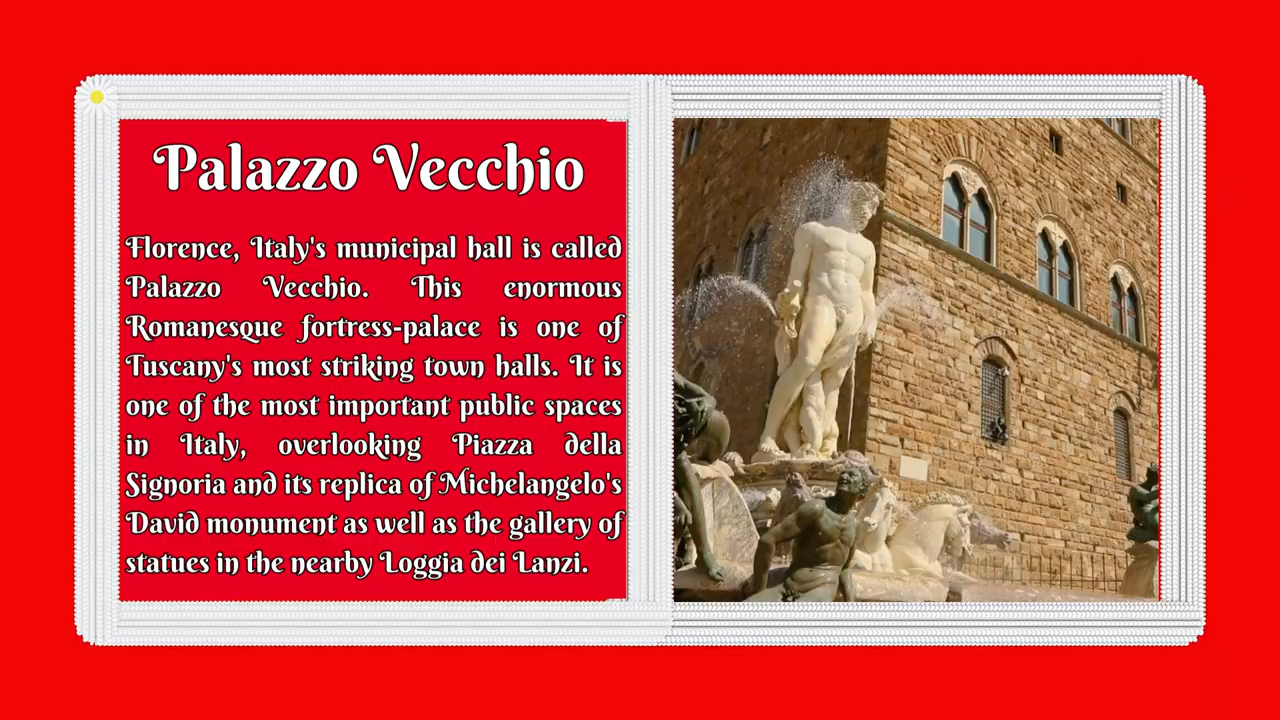 Palazzo Vecchio
Florence, Italy's municipal hall is called
Palazzo Vecchio. This enormous
Romanesque fortress-palace is one of
Tuscany's most striking town halls. It is
one of the most important public spaces
in Italy, overlooking Piazza della
Signoria and its replica of Michelangelo's
David monument as well as the gallery of
statues in the nearby Loggia dei Lanzi.